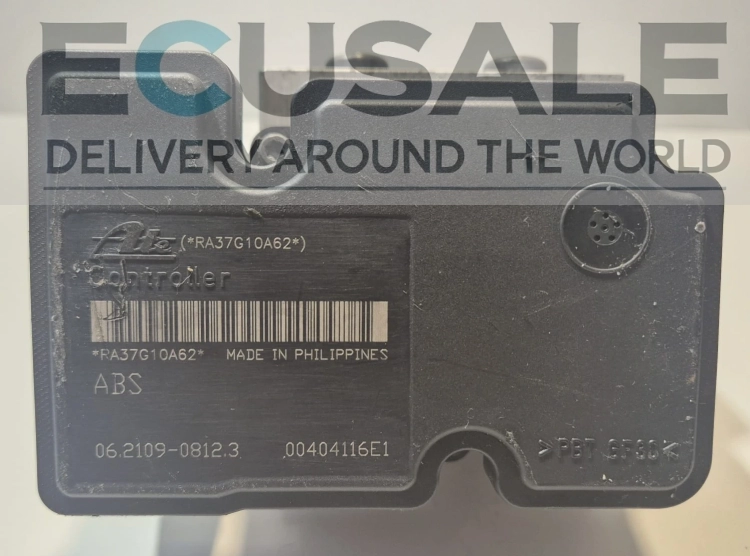 ECUSALE
DELIVERY AROUND THE WORLD
Ate (*RA37G10A62*)
Controller
*RA37G10A62* MADE IN PHILIPPINES
ABS
06.2109-0812.3 00404116E1
>PBT GF30<